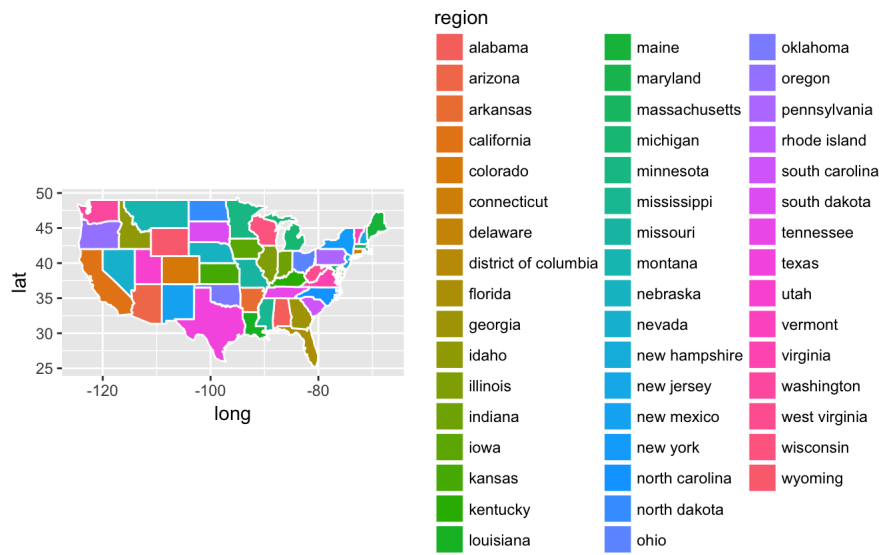 region
alabama
arizona
arkansas
california
colorado
connecticut
delaware
district of columbia
florida
georgia
idaho
illinois
indiana
iowa
kansas
kentucky
louisiana
maine
maryland
massachusetts
michigan
minnesota
mississippi
missouri
montana
nebraska
nevada
new hampshire
new jersey
new mexico
new york
north carolina
north dakota
ohio
oklahoma
oregon
pennsylvania
rhode island
south carolina
south dakota
tennessee
texas
utah
vermont
virginia
washington
west virginia
wisconsin
wyoming
lat
50
45
40
35
30
25
-120
-100
-80
long